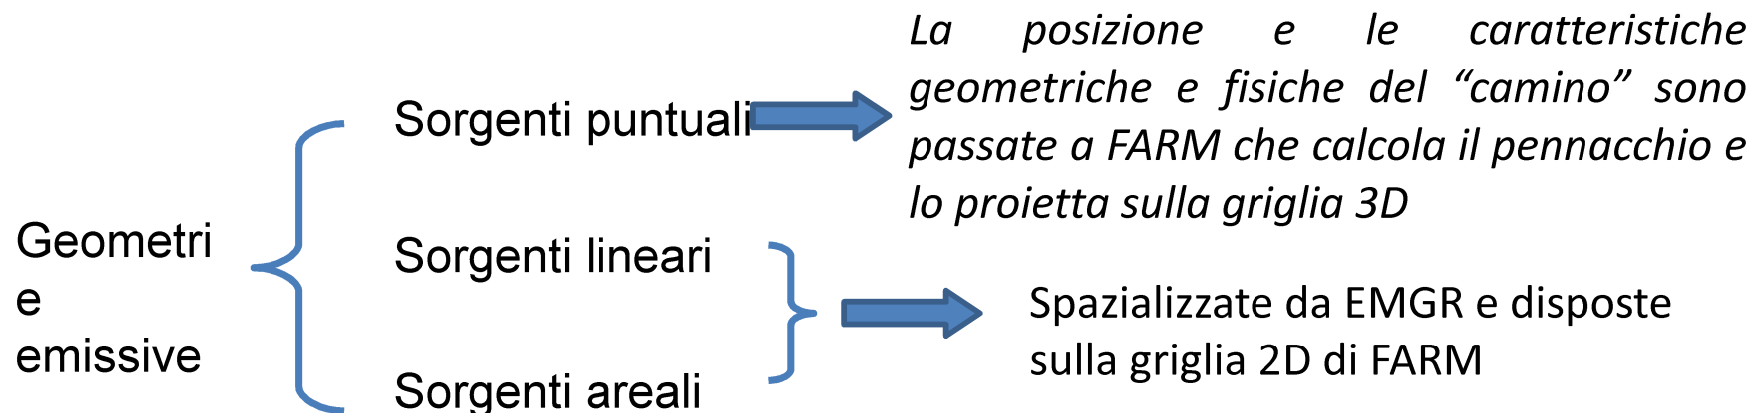 La posizione e le caratteristiche
geometriche e fisiche del “camino” sono
passate a FARM che calcola il pennacchio e
lo proietta sulla griglia 3D
Sorgenti puntuali
Geometri
e
emissive
Sorgenti lineari
Sorgenti areali
Spazializzate da EMGR e disposte
sulla griglia 2D di FARM